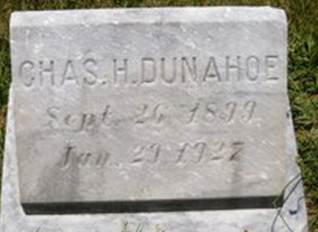 CHAS. H. DUNAHOE
Sept. 26 1899
Jan. 29 1927